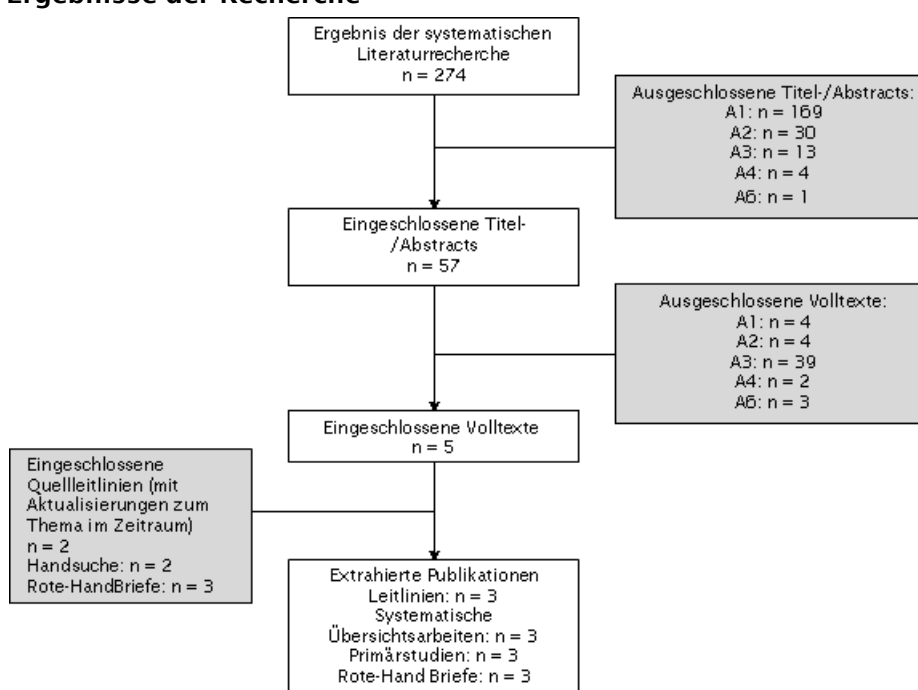 Ergebnisse der Recherche
Ergebnis der systematischen
Literaturrecherche
n = 274
Ausgeschlossene Titel-/Abstracts:
A1: n = 169
A2: n = 30
A3: n = 13
A4: n = 4
A6: n = 1
Eingeschlossene Titel-
/Abstracts
n = 57
Ausgeschlossene Volltexte:
A1: n = 4
A2: n = 4
A3: n = 39
A4: n = 2
A6: n = 3
Eingeschlossene Volltexte
n = 5
Eingeschlossene
Quellleitlinien (mit
Aktualisierungen zum
Thema im Zeitraum)
n = 2
Handsuche: n = 2
Rote-HandBriefe: n = 3
Extrahierte Publikationen
Leitlinien: n = 3
Systematische
Übersichtsarbeiten: n = 3
Primärstudien: n = 3
Rote-Hand Briefe: n = 3